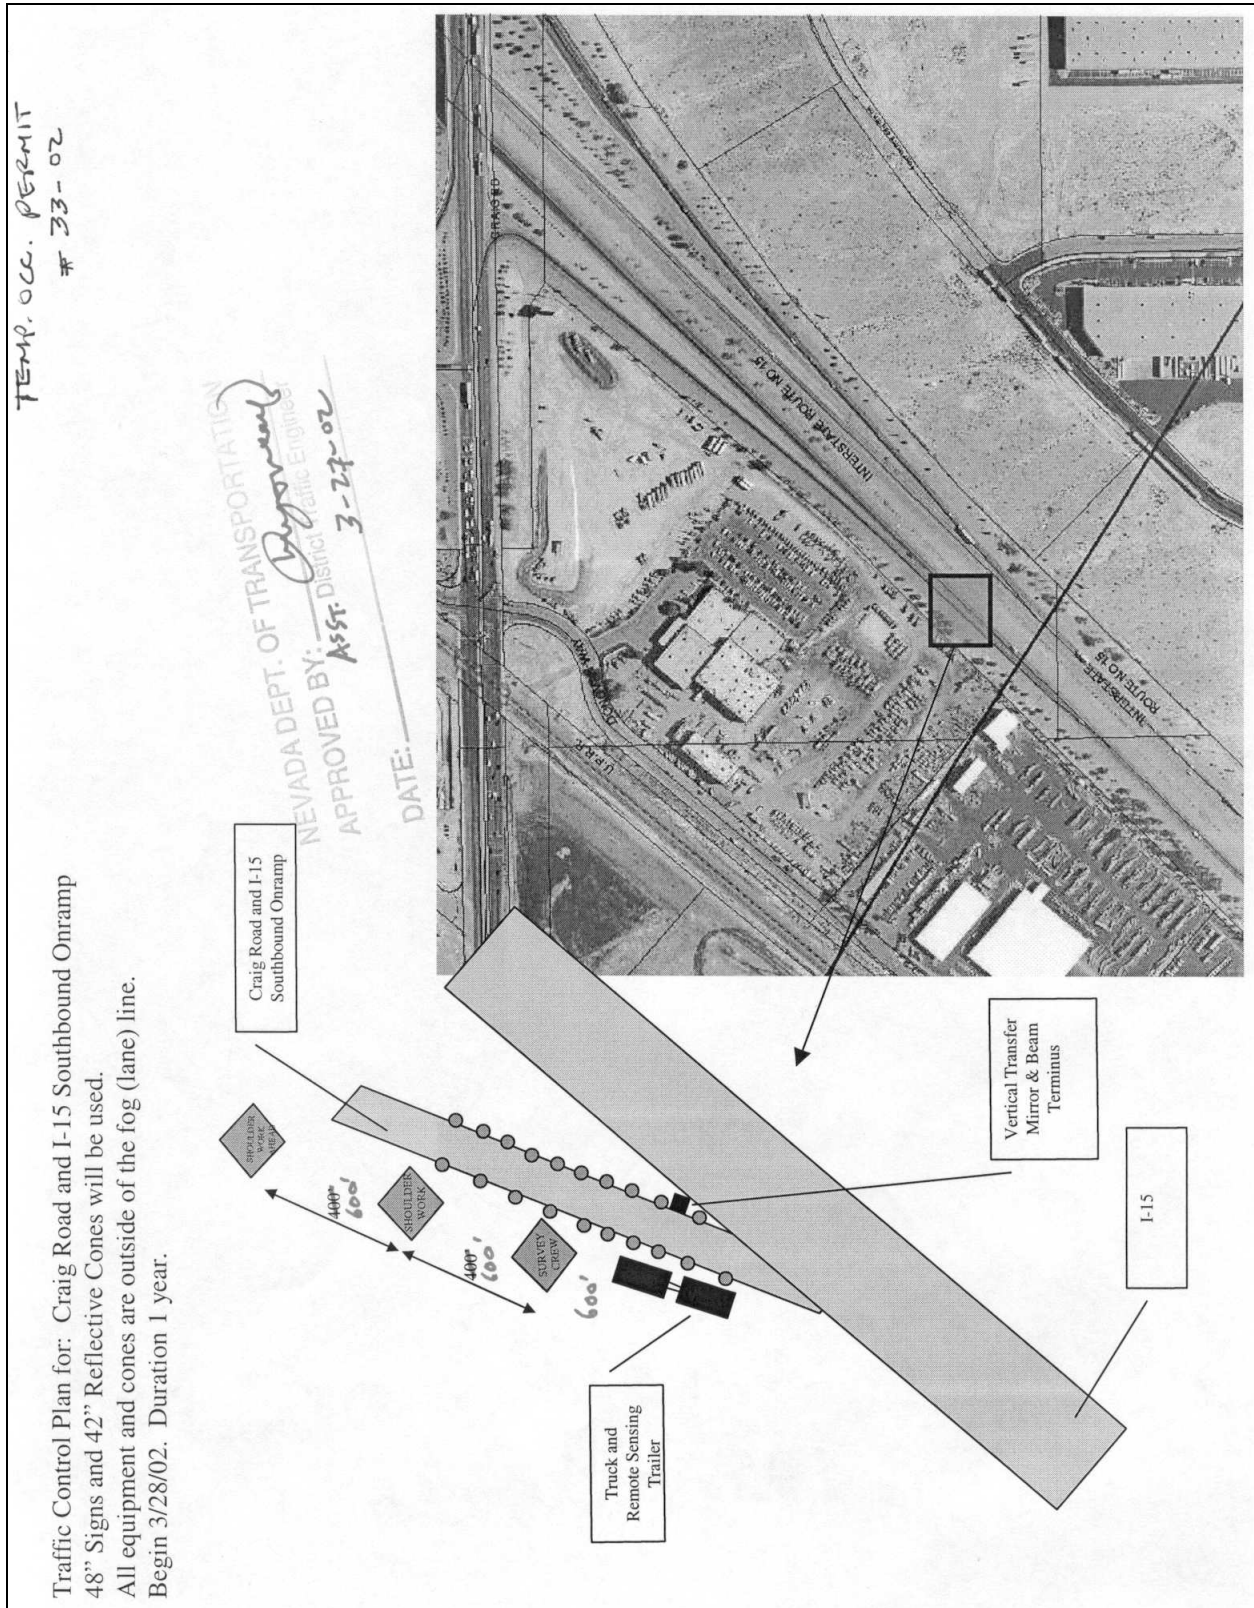 Traffic Control Plan for: Craig Road and I-15 Southbound Onramp
48” Signs and 42” Reflective Cones will be used.
All equipment and cones are outside of the fog (lane) line.
Begin 3/28/02. Duration 1 year.
TEMP. OCC. PERMIT
# 33-02
NEVADA DEPT. OF TRANSPORTATION
APPROVED BY:
Asst. District Traffic Engineer
DATE: 3-27-02
Craig Road and I-15
Southbound Onramp
SHOULDER
WORK
AHEAD
400'
600'
SHOULDER
WORK
400'
600'
SURVEY
CREW
600'
Truck and
Remote Sensing
Trailer
Vertical Transfer
Mirror & Beam
Terminus
I-15
CRAIG RD
INTERSTATE ROUTE NO 15
WAY
U.P.R.R.
INTERSTATE
ROUTE NO 15